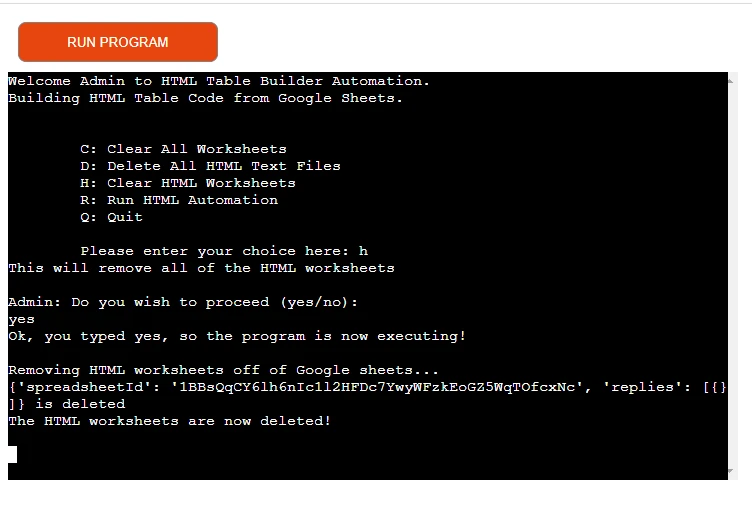 RUN PROGRAM
Welcome Admin to HTML Table Builder Automation.
Building HTML Table Code from Google Sheets.
C: Clear All Worksheets
D: Delete All HTML Text Files
H: Clear HTML Worksheets
R: Run HTML Automation
Q: Quit
Please enter your choice here: h
This will remove all of the HTML worksheets
Admin: Do you wish to proceed (yes/no):
yes
Ok, you typed yes, so the program is now executing!
Removing HTML worksheets off of Google sheets...
{'spreadsheetId': '1BBsQqCY6lh6nIc1l2HFDc7YwyWFzkEoGZ5WqTOfcxNc', 'replies': [{}
]} is deleted
The HTML worksheets are now deleted!